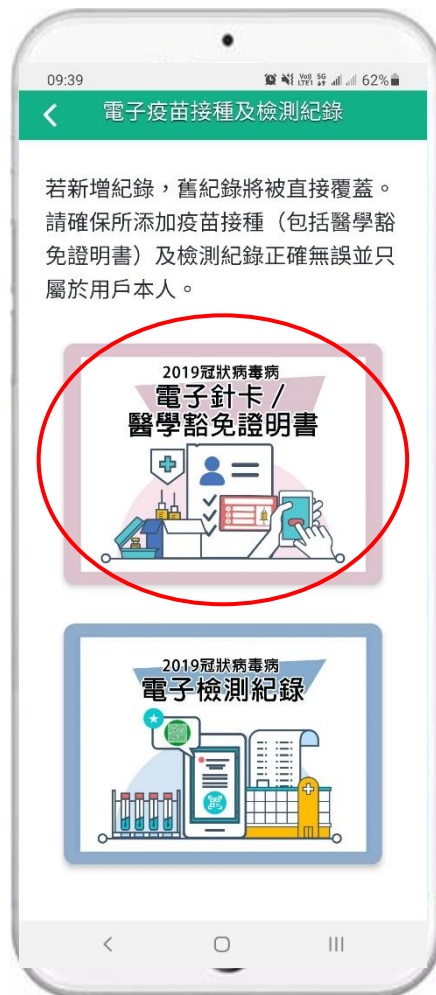 09:39
Vo) 5G
LTE1 62%
電子疫苗接種及檢測紀錄
若新增紀錄，舊紀錄將被直接覆蓋。
請確保所添加疫苗接種（包括醫學豁
免證明書）及檢測紀錄正確無誤並只
屬於用戶本人。
2019冠狀病毒病
電子針卡/
醫學豁免證明書
2019冠狀病毒病
電子檢測紀錄